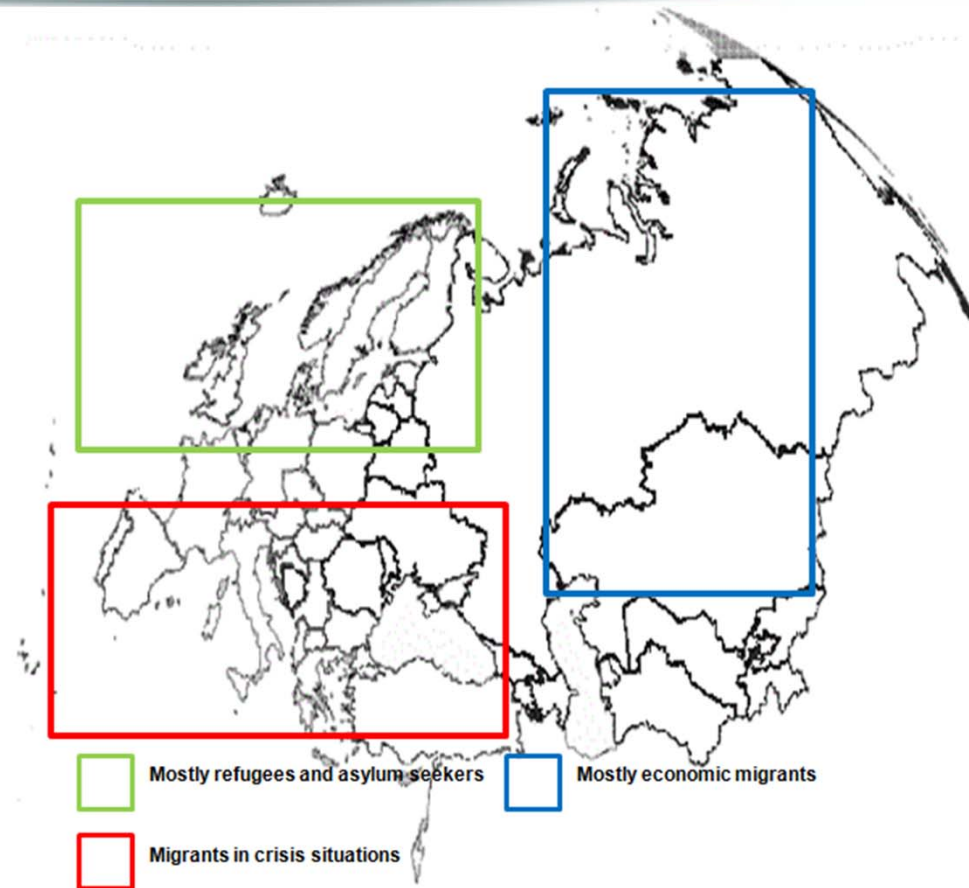 Mostly refugees and asylum seekers
Mostly economic migrants
Migrants in crisis situations